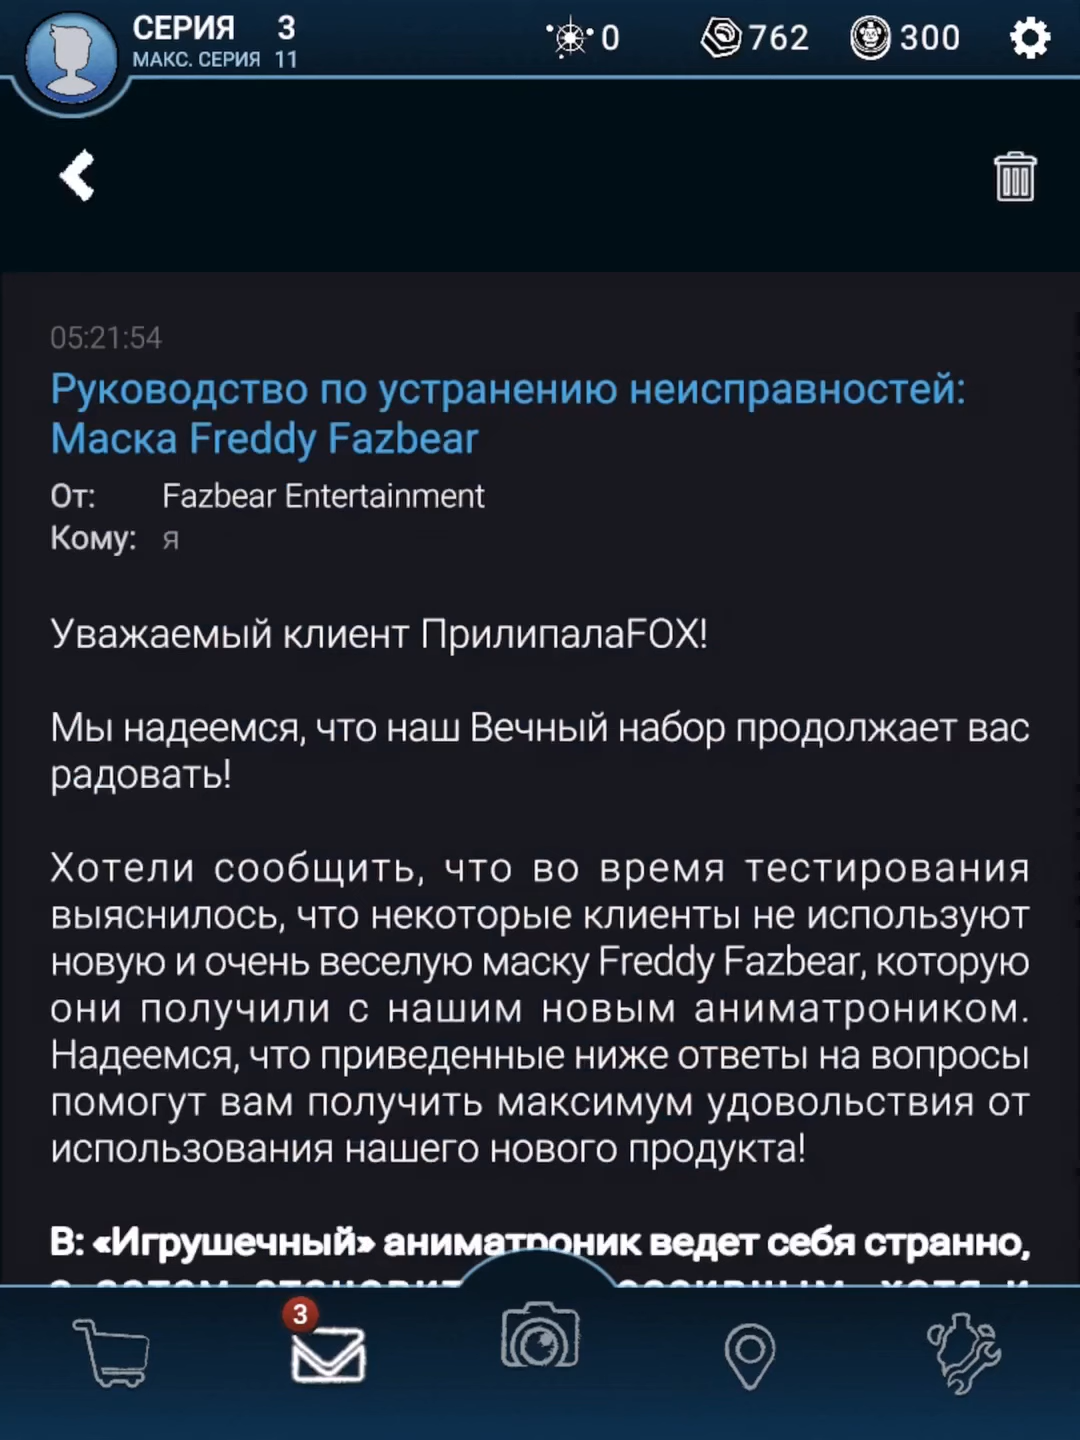 СЕРИЯ 3
МАКС. СЕРИЯ 11
0
762
300
05:21:54
Руководство по устранению неисправностей:
Маска Freddy Fazbear
От: Fazbear Entertainment
Кому: я
Уважаемый клиент ПрилипалаFOX!
Мы надеемся, что наш Вечный набор продолжает вас
радовать!
Хотели сообщить, что во время тестирования
выяснилось, что некоторые клиенты не используют
новую и очень веселую маску Freddy Fazbear, которую
они получили с нашим новым аниматроником.
Надеемся, что приведенные ниже ответы на вопросы
помогут вам получить максимум удовольствия от
использования нашего нового продукта!
В: «Игрушечный» аниматроник ведет себя странно,
3